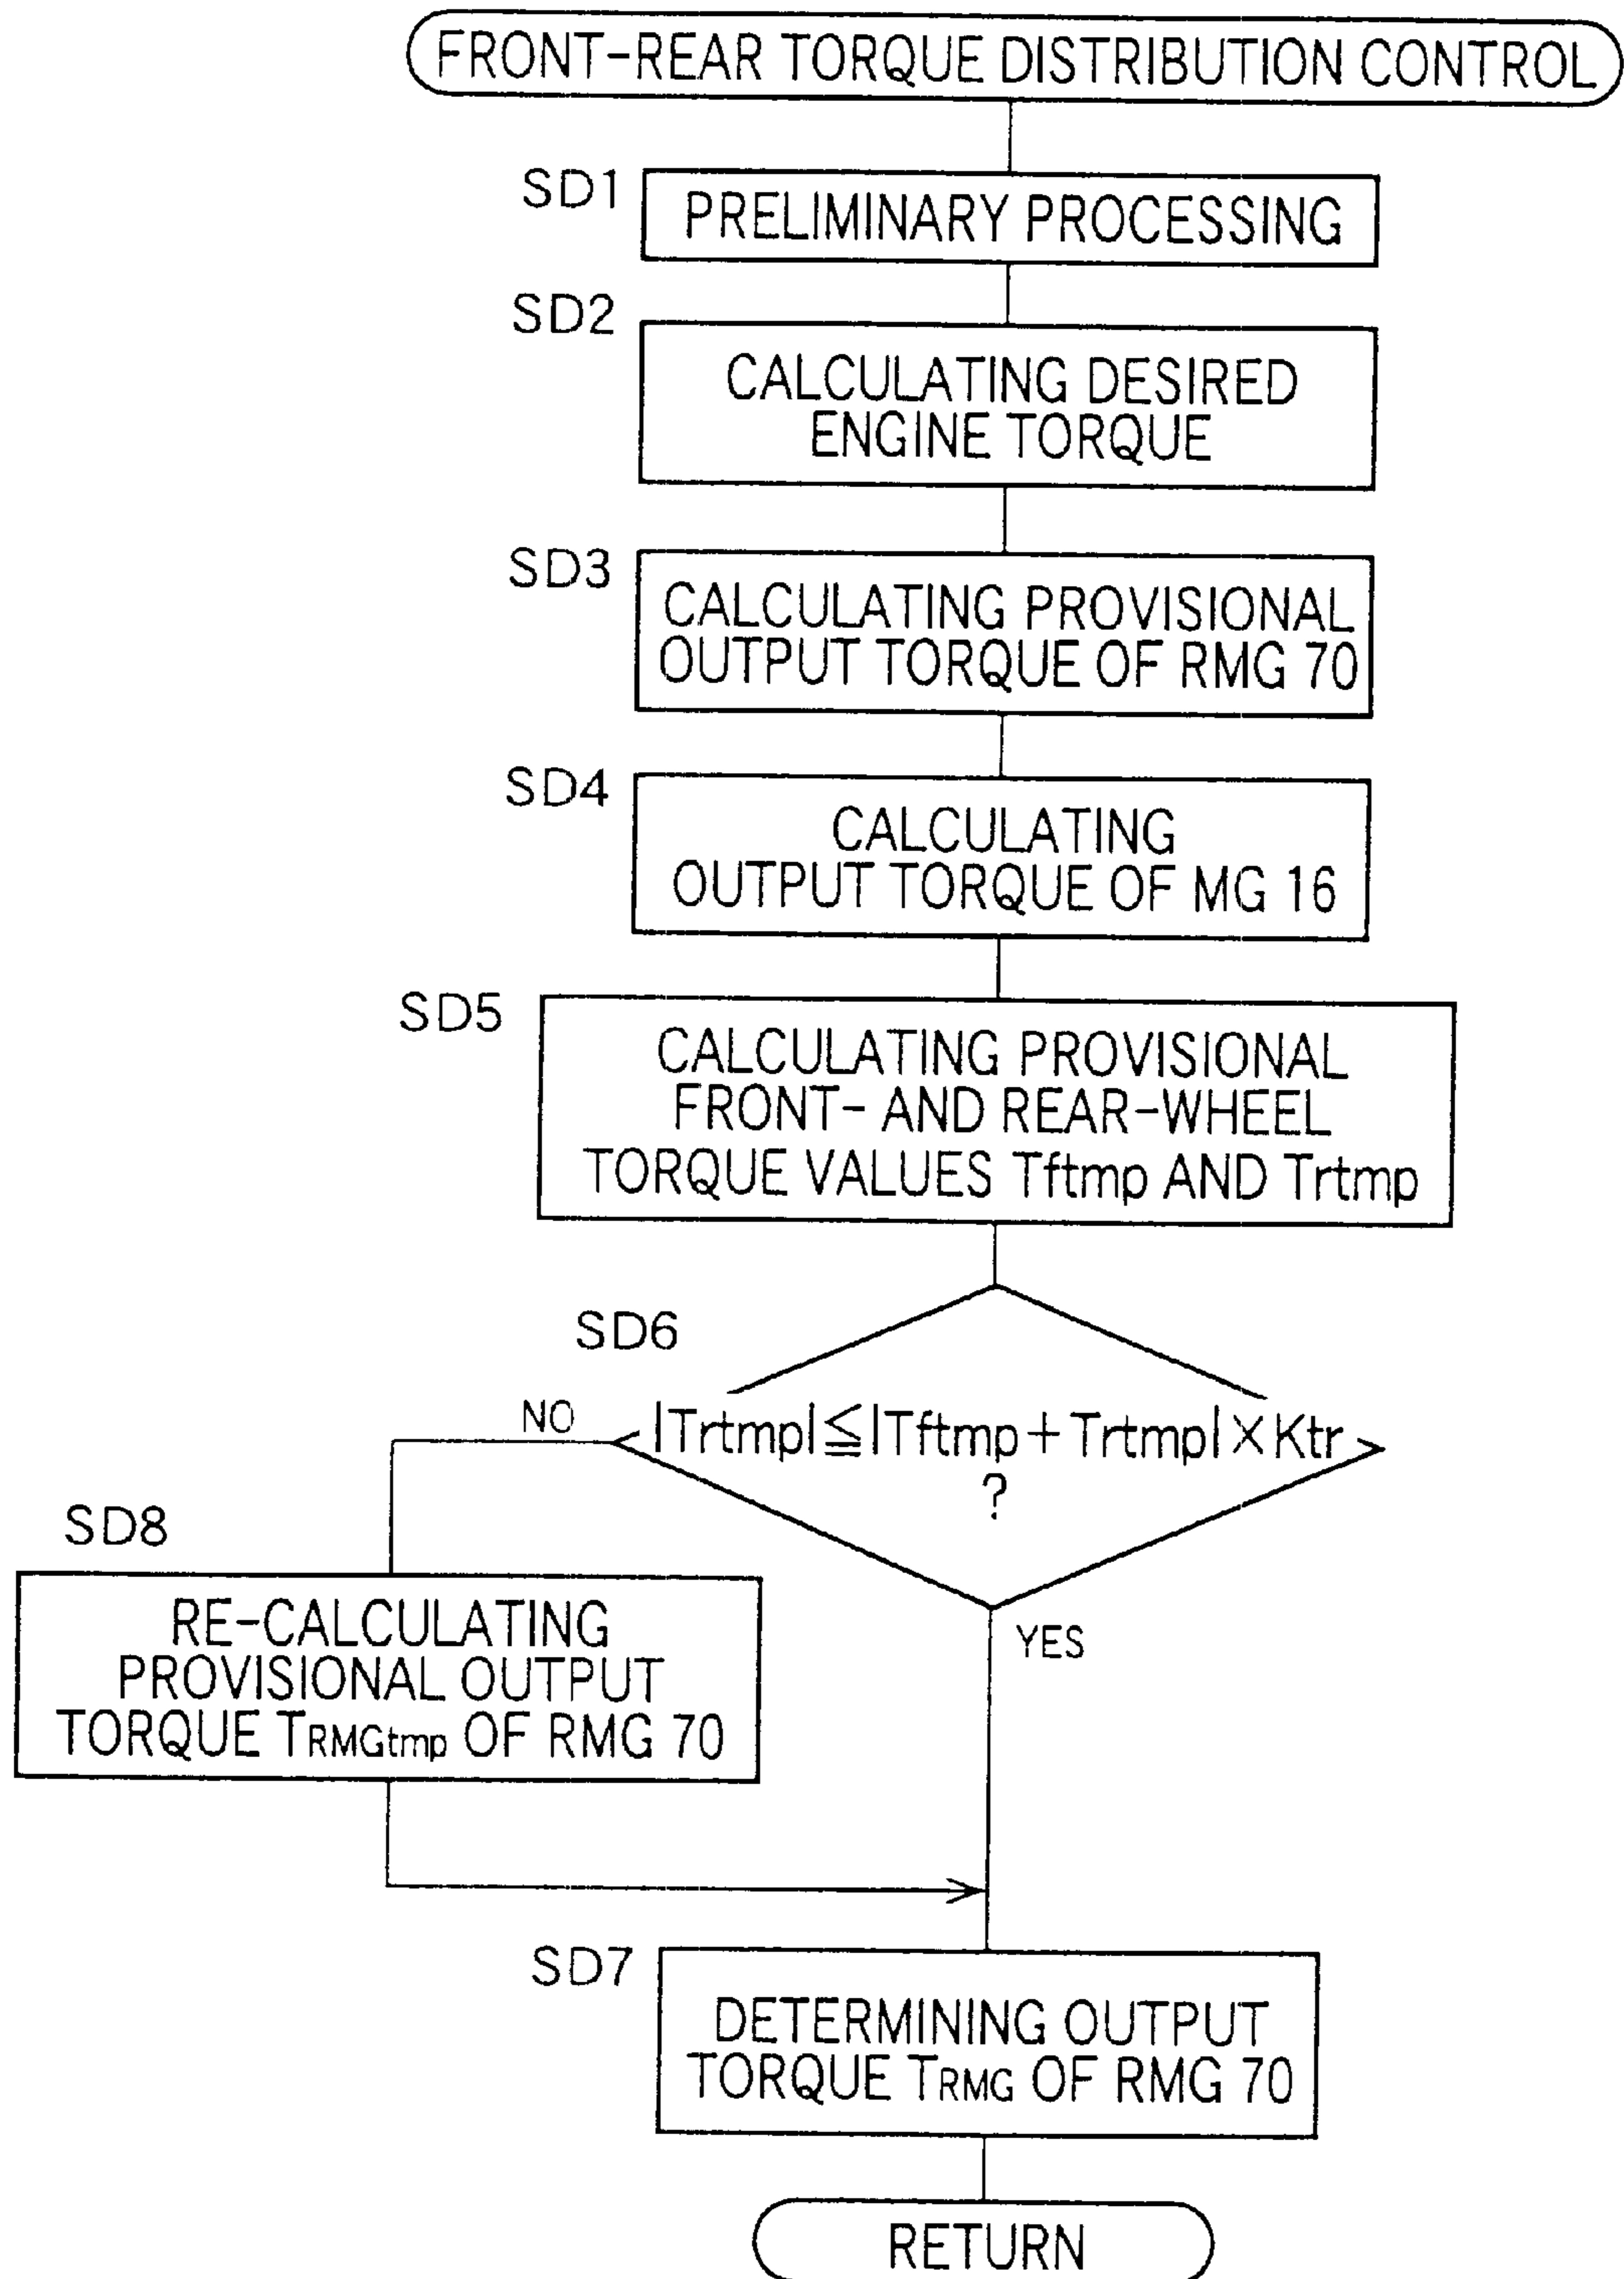 FRONT-REAR TORQUE DISTRIBUTION CONTROL
SD1
PRELIMINARY PROCESSING
SD2
CALCULATING DESIRED
ENGINE TORQUE
SD3
CALCULATING PROVISIONAL
OUTPUT TORQUE OF RMG 70
SD4
CALCULATING
OUTPUT TORQUE OF MG 16
SD5
CALCULATING PROVISIONAL
FRONT- AND REAR-WHEEL
TORQUE VALUES Tftmp AND Trtmp
SD6
|Trtmp|≦|Tftmp+Trtmp|×Ktr
?
NO
YES
SD8
RE-CALCULATING
PROVISIONAL OUTPUT
TORQUE TRMGtmp OF RMG 70
SD7
DETERMINING OUTPUT
TORQUE TRMG OF RMG 70
RETURN